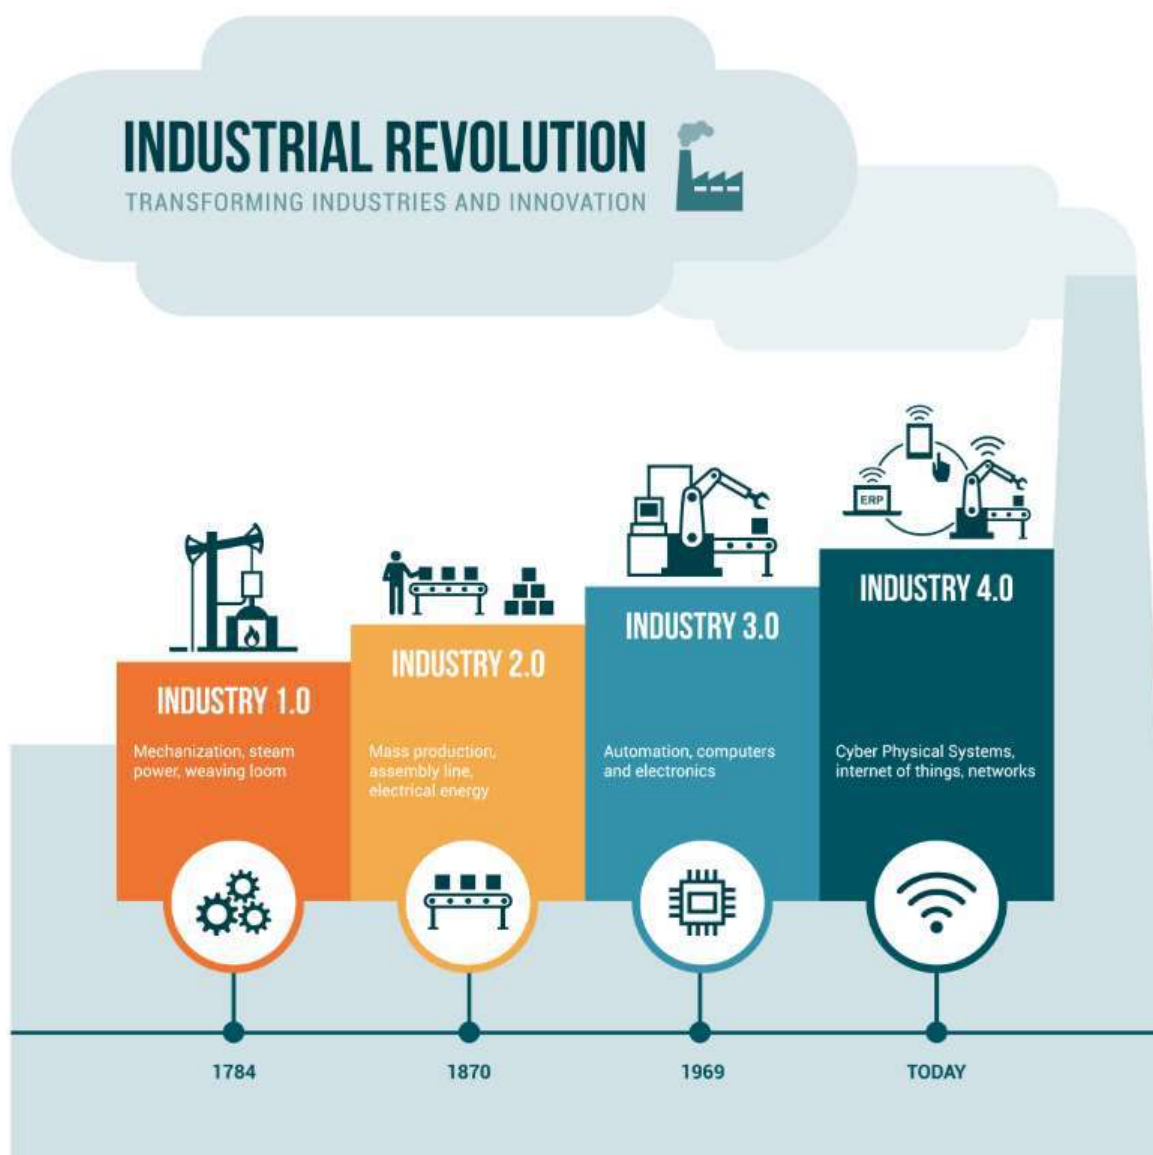 INDUSTRIAL REVOLUTION
TRANSFORMING INDUSTRIES AND INNOVATION
ERP
INDUSTRY 1.0
Mechanization, steam
power, weaving loom
INDUSTRY 2.0
Mass production,
assembly line,
electrical energy
INDUSTRY 3.0
Automation, computers
and electronics
INDUSTRY 4.0
Cyber Physical Systems,
internet of things, networks
1784
1870
1969
TODAY